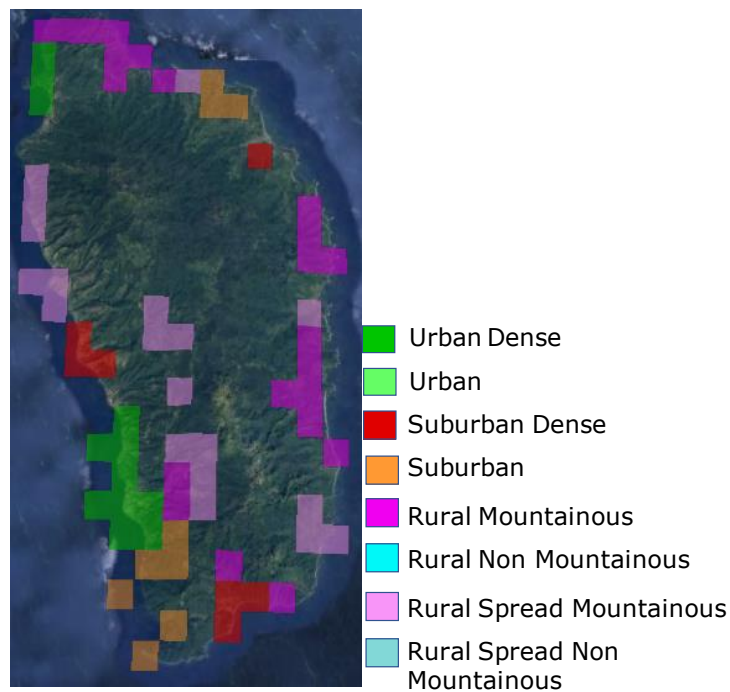 Urban Dense
Urban
Suburban Dense
Suburban
Rural Mountainous
Rural Non Mountainous
Rural Spread Mountainous
Rural Spread Non
Mountainous